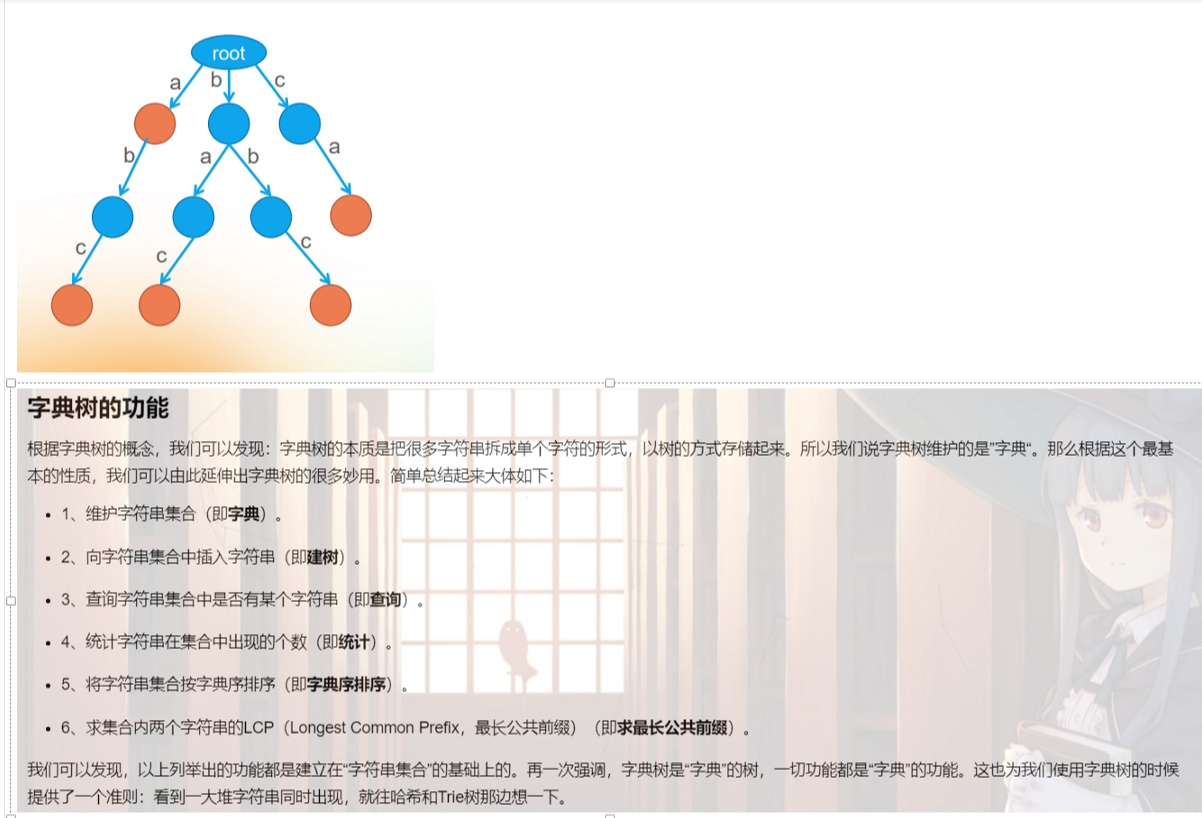 root
a
b
c
b
a
b
a
c
c
c
字典树的功能
根据字典树的概念，我们可以发现：字典树的本质是把很多字符串拆成单个字符的形式，以树的方式存储起来。所以我们说字典树维护的是”字典“。那么根据这个最基
本的性质，我们可以由此延伸出字典树的很多妙用。简单总结起来大体如下：
• 1、维护字符串集合（即字典）。
• 2、向字符串集合中插入字符串（即建树）。
• 3、查询字符串集合中是否有某个字符串（即查询）。
• 4、统计字符串在集合中出现的个数（即统计）。
• 5、将字符串集合按字典序排序（即字典序排序）。
• 6、求集合内两个字符串的LCP（Longest Common Prefix，最长公共前缀）（即求最长公共前缀）。
我们可以发现，以上列举出的功能都是建立在“字符串集合”的基础上的。再一次强调，字典树是“字典”的树，一切功能都是“字典”的功能。这也为我们使用字典树的时候
提供了一个准则：看到一大堆字符串同时出现，就往哈希和Trie树那边想一下。